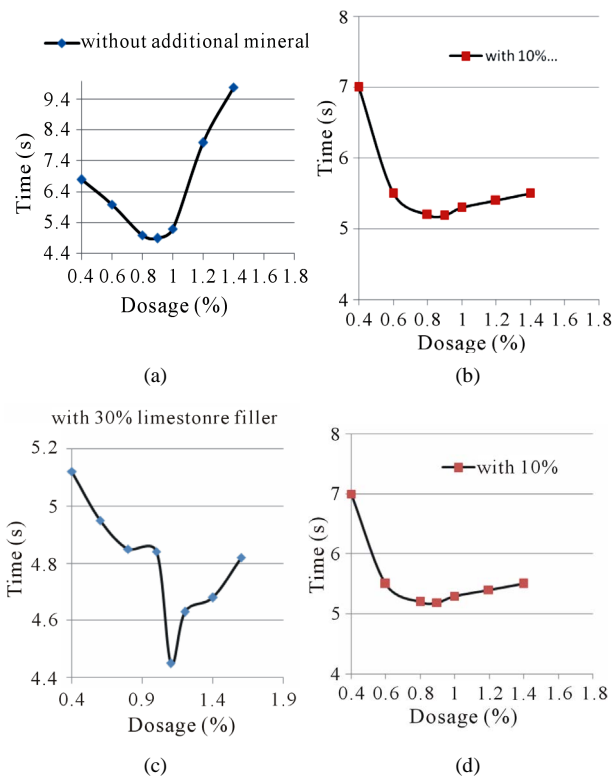 without additional mineral
Time (s)
9.4
8.4
7.4
6.4
5.4
4.4
0.4 0.6 0.8 1 1.2 1.4 1.6 1.8
Dosage (%)
(a)
with 10%...
Time (s)
8
7
6
5
4
0.4 0.6 0.8 1 1.2 1.4 1.6 1.8
Dosage (%)
(b)
with 30% limestonre filler
Time (s)
5.2
5
4.8
4.6
4.4
0.4 0.9 1.4 1.9
Dosage (%)
(c)
with 10%
Time (s)
8
7
6
5
4
0.4 0.6 0.8 1 1.2 1.4 1.6 1.8
Dosage (%)
(d)